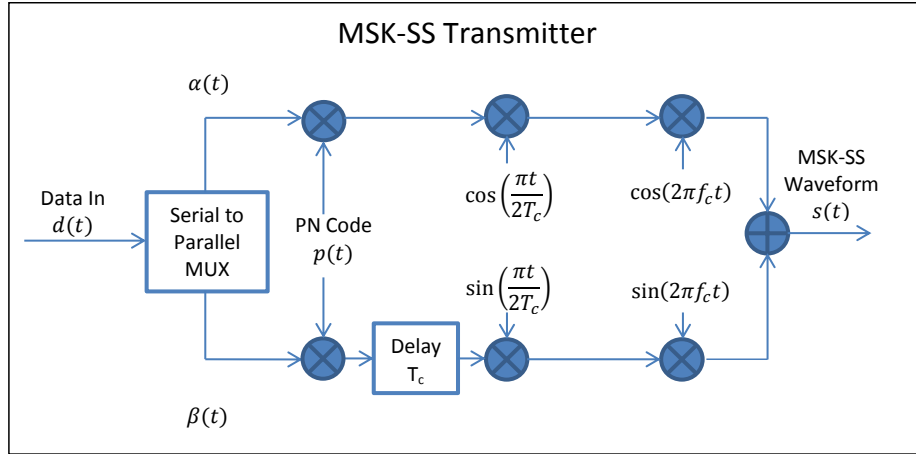 MSK-SS Transmitter
α(t)
Data In
d(t)
Serial to
Parallel
MUX
PN Code
p(t)
cos(πt/2T_c)
cos(2πf_c t)
MSK-SS
Waveform
s(t)
sin(πt/2T_c)
sin(2πf_c t)
Delay
T_c
β(t)